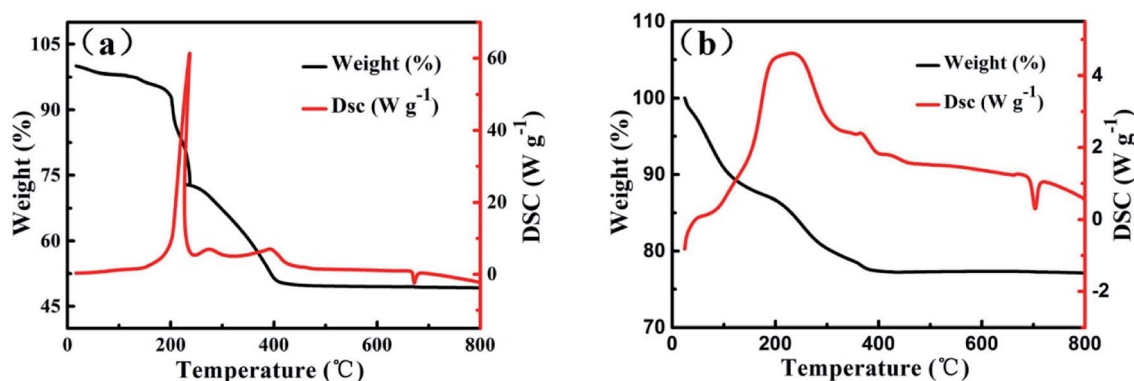 (a)
Weight (%)
Dsc (W g-1)
105
90
75
60
45
Weight (%)
60
40
20
0
DSC (W g-1)
0
200
400
600
800
Temperature (℃)
(b)
Weight (%)
Dsc (W g-1)
110
100
90
80
70
Weight (%)
4
2
0
-2
DSC (W g-1)
0
200
400
600
800
Temperature (℃)